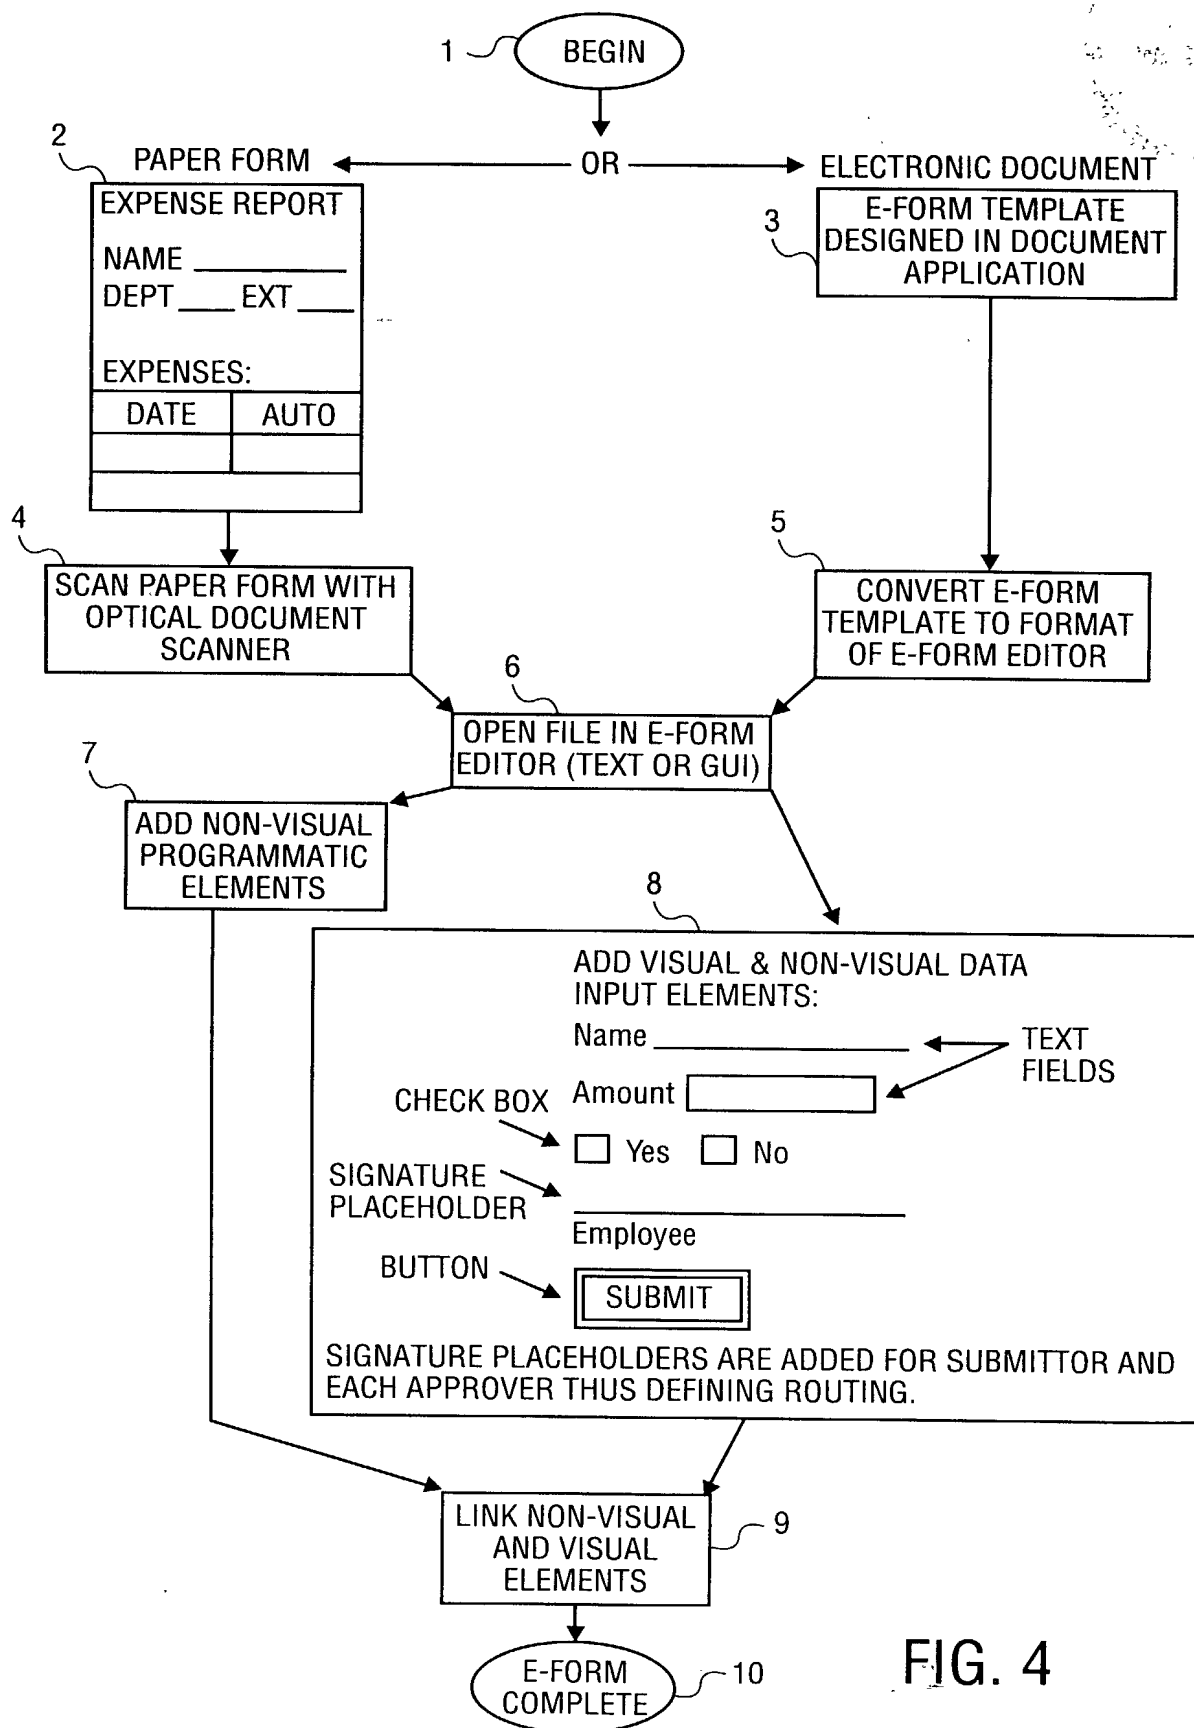 1
BEGIN
OR
2
PAPER FORM
EXPENSE REPORT
NAME
DEPT EXT
EXPENSES:
DATE AUTO
ELECTRONIC DOCUMENT
3
E-FORM TEMPLATE
DESIGNED IN DOCUMENT
APPLICATION
4
SCAN PAPER FORM WITH
OPTICAL DOCUMENT
SCANNER
5
CONVERT E-FORM
TEMPLATE TO FORMAT
OF E-FORM EDITOR
6
OPEN FILE IN E-FORM
EDITOR (TEXT OR GUI)
7
ADD NON-VISUAL
PROGRAMMATIC
ELEMENTS
8
ADD VISUAL & NON-VISUAL DATA
INPUT ELEMENTS:
Name
TEXT
FIELDS
Amount
CHECK BOX
Yes No
SIGNATURE
PLACEHOLDER
Employee
BUTTON
SUBMIT
SIGNATURE PLACEHOLDERS ARE ADDED FOR SUBMITTOR AND
EACH APPROVER THUS DEFINING ROUTING.
LINK NON-VISUAL
AND VISUAL
ELEMENTS
9
E-FORM
COMPLETE
10
FIG. 4